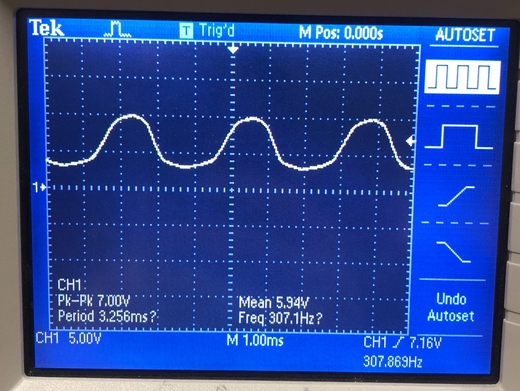 Tek T Trig'd M Pos: 0.000s AUTOSET
1
CH1
Pk-Pk 7.00V Mean 5.94V
Period 3.256ms? Freq 307.1Hz?
Undo
Autoset
CH1 5.00V M 1.00ms CH1 / 7.16V
307.869Hz